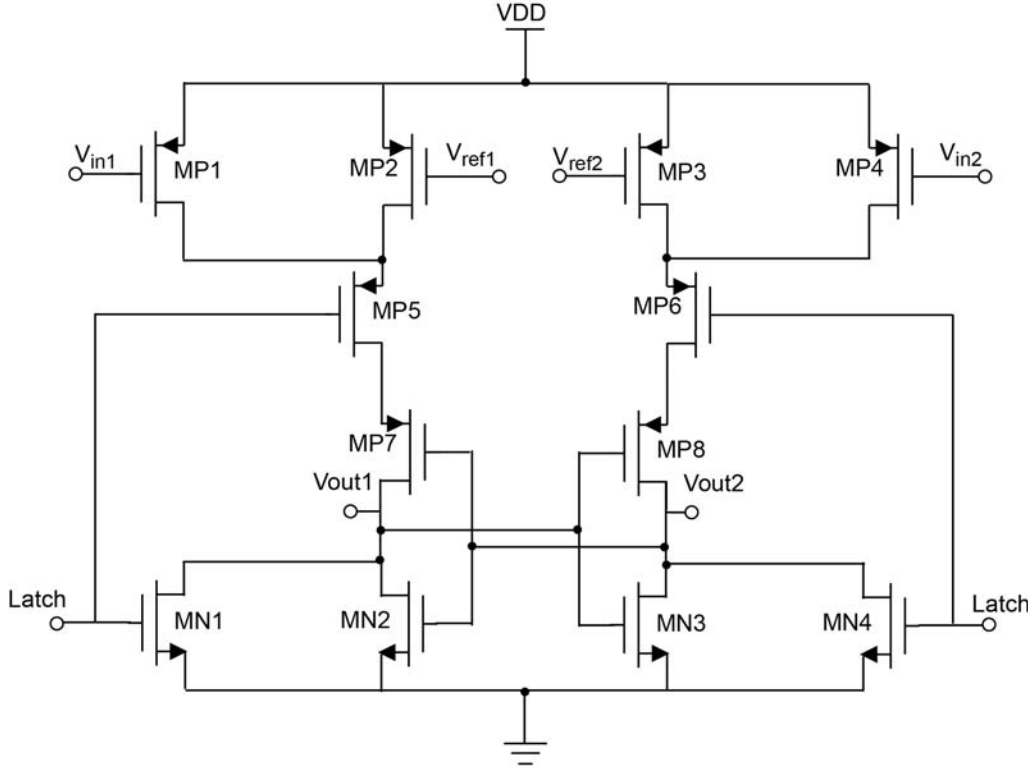 VDD
Vin1
MP1
MP2
Vref1
Vref2
MP3
MP4
Vin2
MP5
MP6
MP7
MP8
Vout1
Vout2
Latch
MN1
MN2
MN3
MN4
Latch